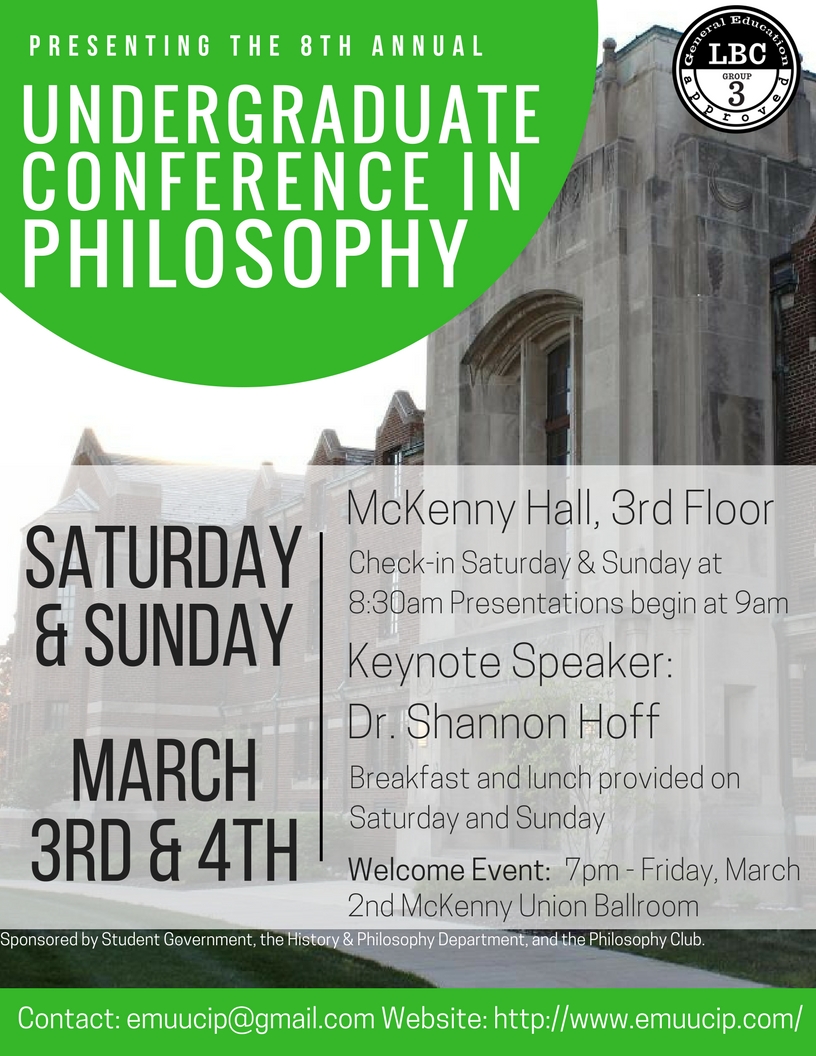 PRESENTING THE 8TH ANNUAL
UNDERGRADUATE
CONFERENCE IN
PHILOSOPHY
General Education
LBC
GROUP
3
approved
SATURDAY
& SUNDAY
MARCH
3RD & 4TH
McKenny Hall, 3rd Floor
Check-in Saturday & Sunday at
8:30am Presentations begin at 9am
Keynote Speaker:
Dr. Shannon Hoff
Breakfast and lunch provided on
Saturday and Sunday
Welcome Event: 7pm - Friday, March
2nd McKenny Union Ballroom
Sponsored by Student Government, the History & Philosophy Department, and the Philosophy Club.
Contact: emuucip@gmail.com Website: http://www.emuucip.com/